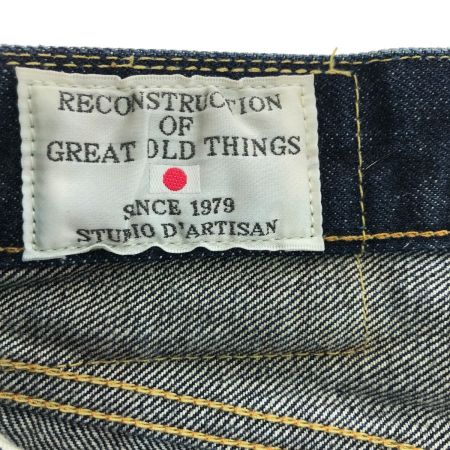 RECONSTRUCTION
OF
GREAT OLD THINGS
SINCE 1979
STUDIO D'ARTISAN